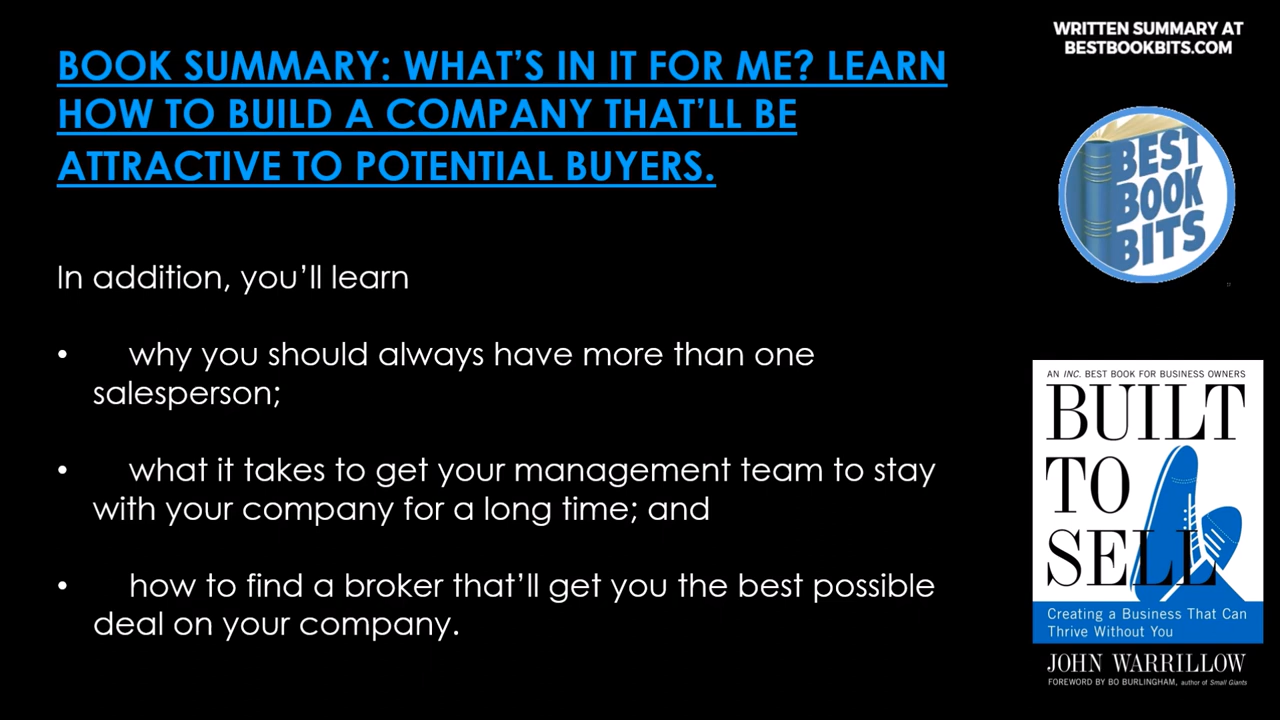 BOOK SUMMARY: WHAT'S IN IT FOR ME? LEARN
HOW TO BUILD A COMPANY THAT'LL BE
ATTRACTIVE TO POTENTIAL BUYERS.
In addition, you'll learn
• why you should always have more than one
salesperson;
• what it takes to get your management team to stay
with your company for a long time; and
• how to find a broker that'll get you the best possible
deal on your company.
WRITTEN SUMMARY AT
BESTBOOKBITS.COM
BEST
BOOK
BITS
AN INC. BEST BOOK FOR BUSINESS OWNERS
BUILT
TO
SELL
Creating a Business That Can
Thrive Without You
JOHN WARRILLOW
FOREWORD BY BO BURLINGHAM, author of Small Giants